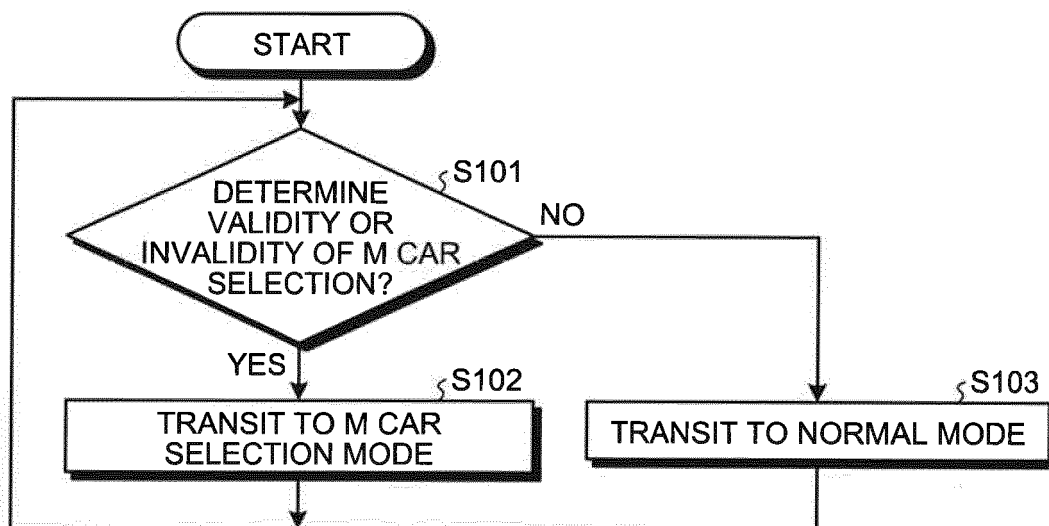 START
S101
DETERMINE
VALIDITY OR
INVALIDITY OF M CAR
SELECTION?
NO
YES
S102
TRANSIT TO M CAR
SELECTION MODE
S103
TRANSIT TO NORMAL MODE